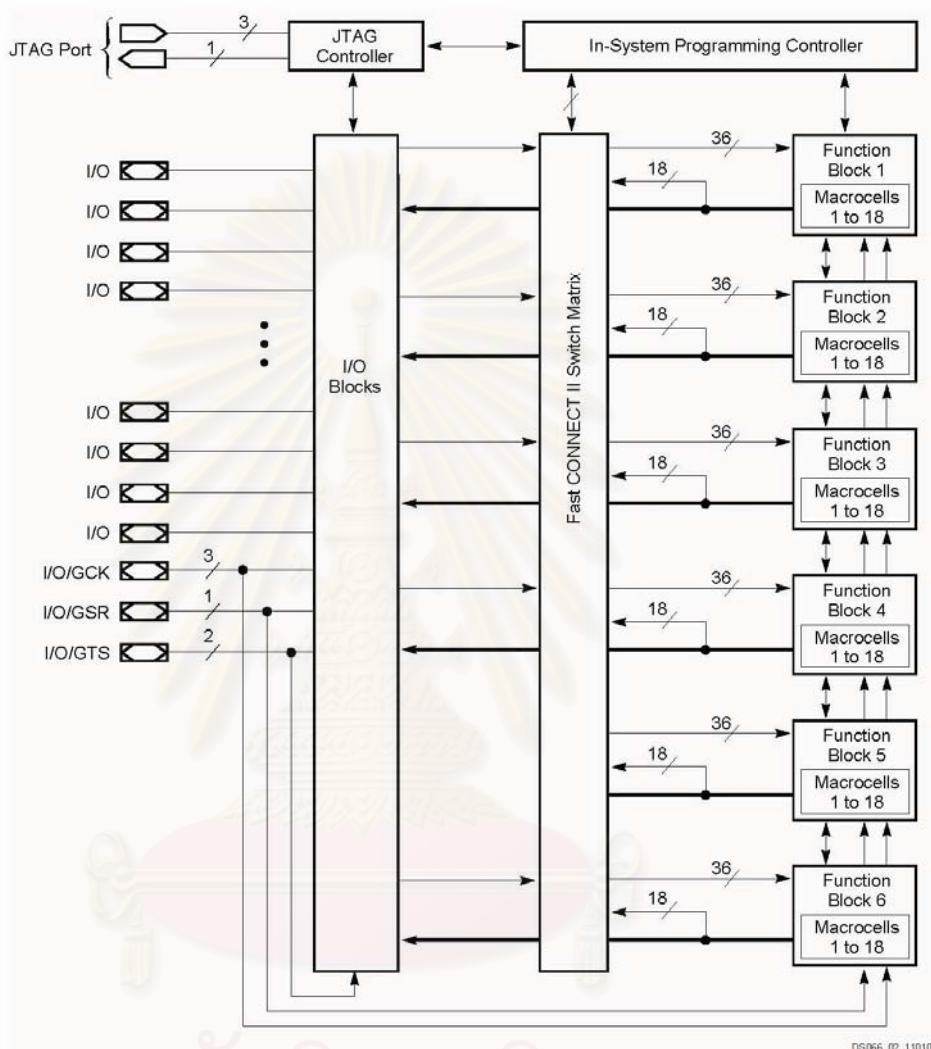 JTAG Port
3
1
JTAG
Controller
In-System Programming Controller
I/O
I/O
I/O
I/O
I/O
I/O
I/O
I/O
I/O/GCK
3
I/O/GSR
1
I/O/GTS
2
I/O
Blocks
Fast CONNECT II Switch Matrix
36
18
Function
Block 1
Macrocells
1 to 18
36
18
Function
Block 2
Macrocells
1 to 18
36
18
Function
Block 3
Macrocells
1 to 18
36
18
Function
Block 4
Macrocells
1 to 18
36
18
Function
Block 5
Macrocells
1 to 18
36
18
Function
Block 6
Macrocells
1 to 18